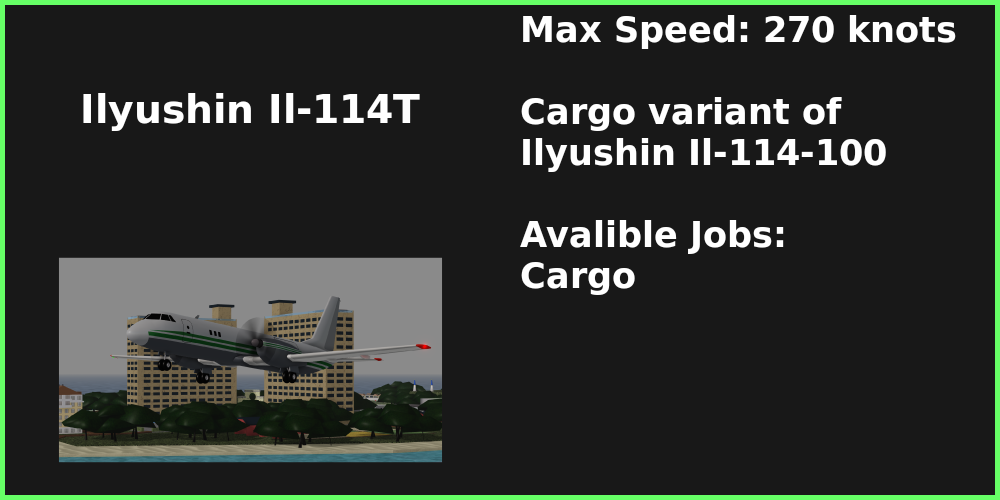 Ilyushin Il-114T
Max Speed: 270 knots
Cargo variant of
Ilyushin Il-114-100
Avalible Jobs:
Cargo